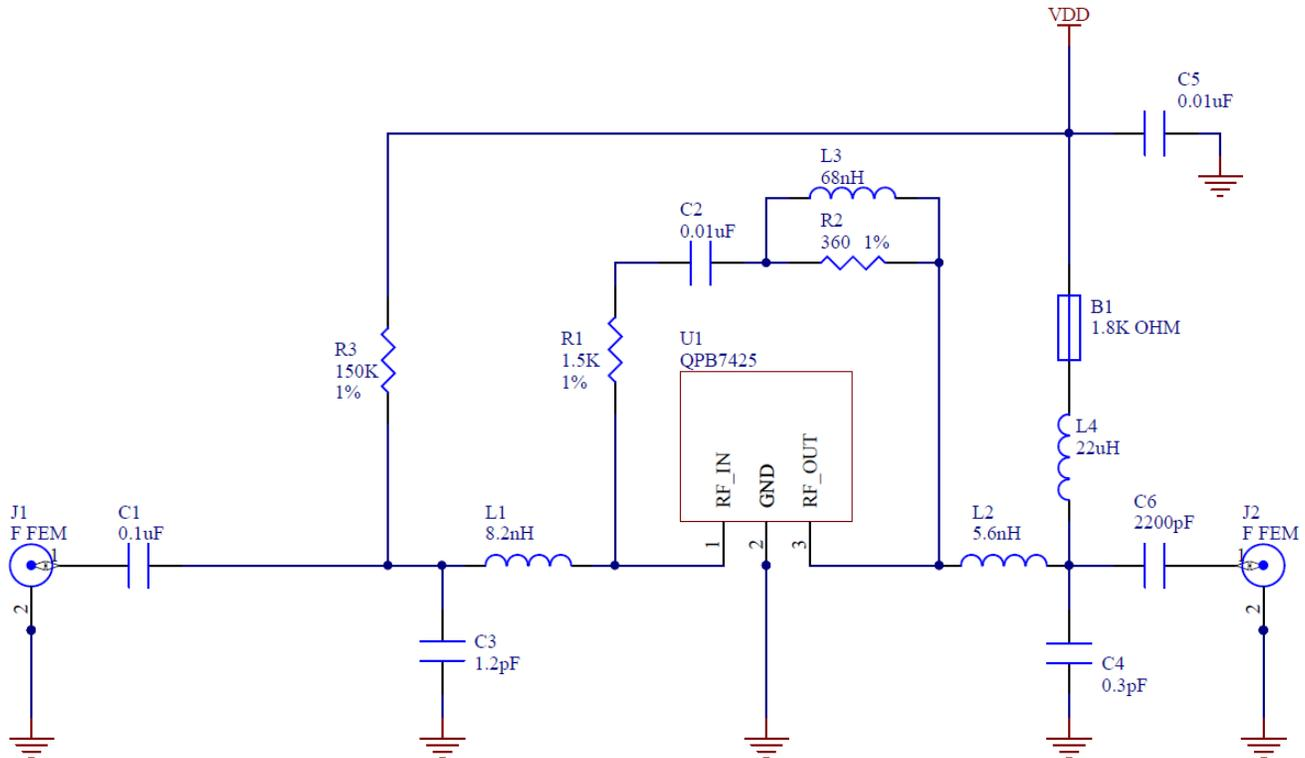 VDD
C5
0.01uF
L3
68nH
C2
0.01uF
R2
360 1%
B1
1.8K OHM
R3
150K
1%
R1
1.5K
1%
U1
QPB7425
RF_IN
GND
RF_OUT
1
2
3
L4
22uH
J1
F FEM
1
2
C1
0.1uF
L1
8.2nH
L2
5.6nH
C6
2200pF
J2
F FEM
1
2
C3
1.2pF
C4
0.3pF